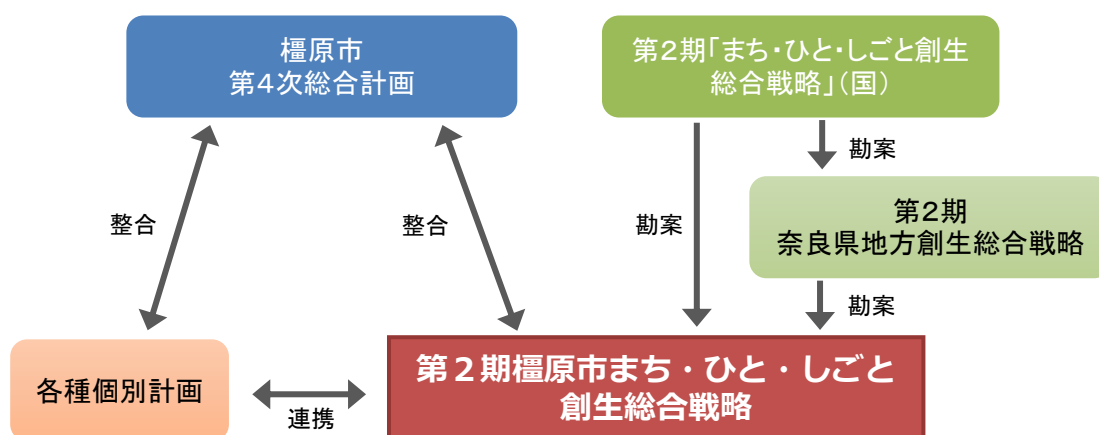 橿原市
第4次総合計画
第2期｢まち・ひと・しごと創生
総合戦略｣（国）
勘案
整合
整合
勘案
第2期
奈良県地方創生総合戦略
勘案
各種個別計画
連携
第２期橿原市まち・ひと・しごと
創生総合戦略